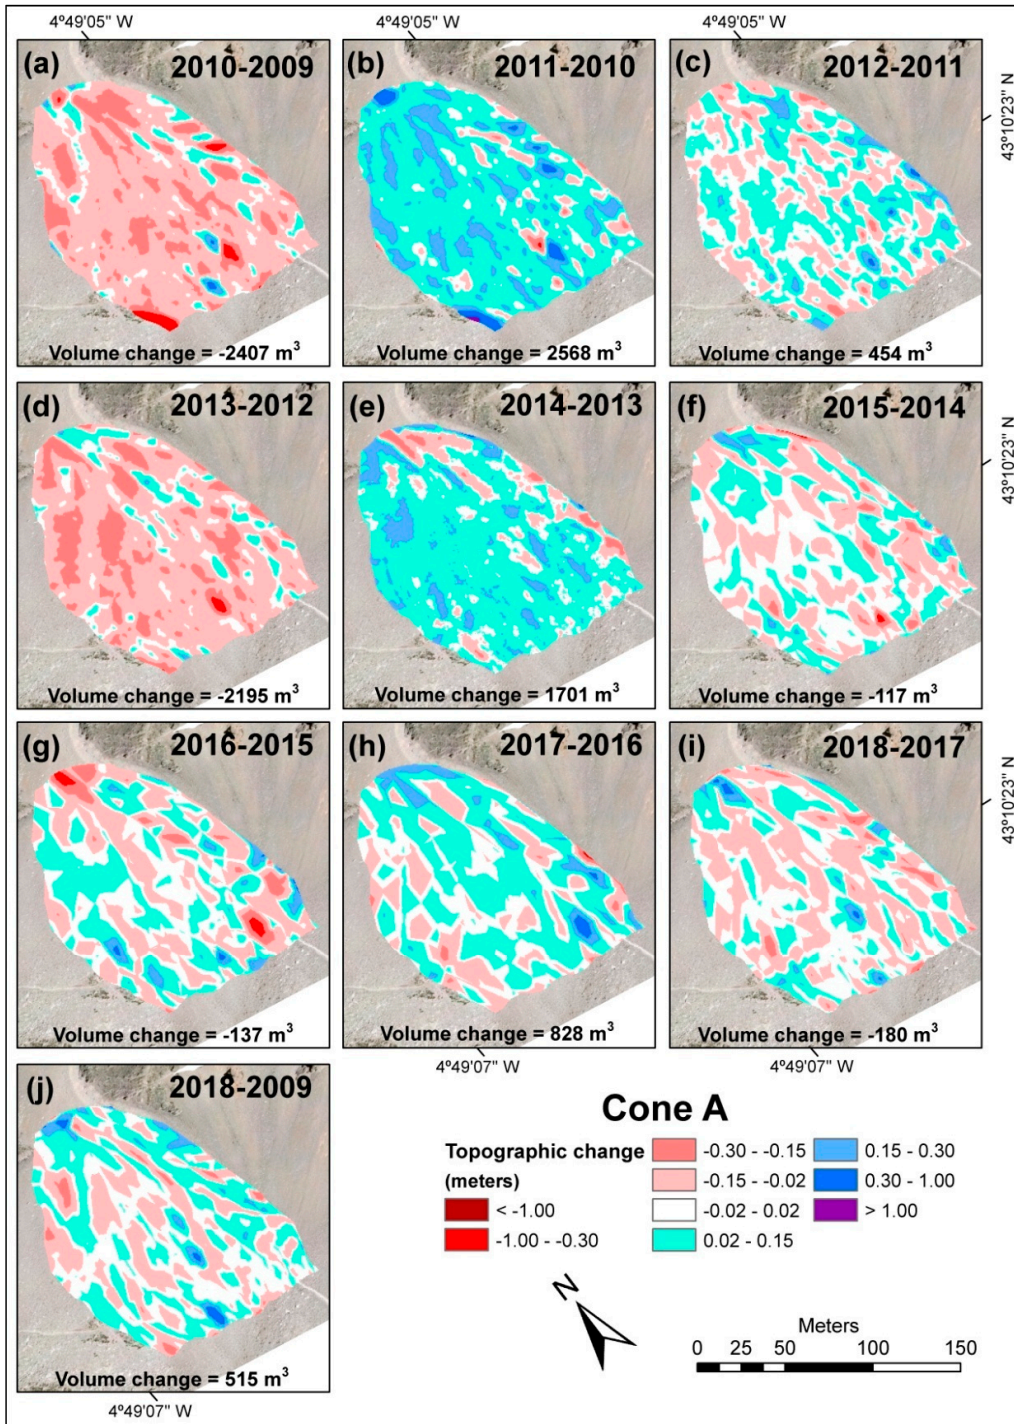 4º49'05" W
4º49'05" W
4º49'05" W
(a)
2010-2009
Volume change = -2407 m³
(b)
2011-2010
Volume change = 2568 m³
(c)
2012-2011
Volume change = 454 m³
43º10'23" N
(d)
2013-2012
Volume change = -2195 m³
(e)
2014-2013
Volume change = 1701 m³
(f)
2015-2014
Volume change = -117 m³
43º10'23" N
(g)
2016-2015
Volume change = -137 m³
(h)
2017-2016
Volume change = 828 m³
(i)
2018-2017
Volume change = -180 m³
43º10'23" N
4º49'07" W
4º49'07" W
(j)
2018-2009
Volume change = 515 m³
4º49'07" W
Cone A
Topographic change
(meters)
< -1.00
-1.00 - -0.30
-0.30 - -0.15
-0.15 - -0.02
-0.02 - 0.02
0.02 - 0.15
0.15 - 0.30
0.30 - 1.00
> 1.00
N
Meters
0 25 50 100 150